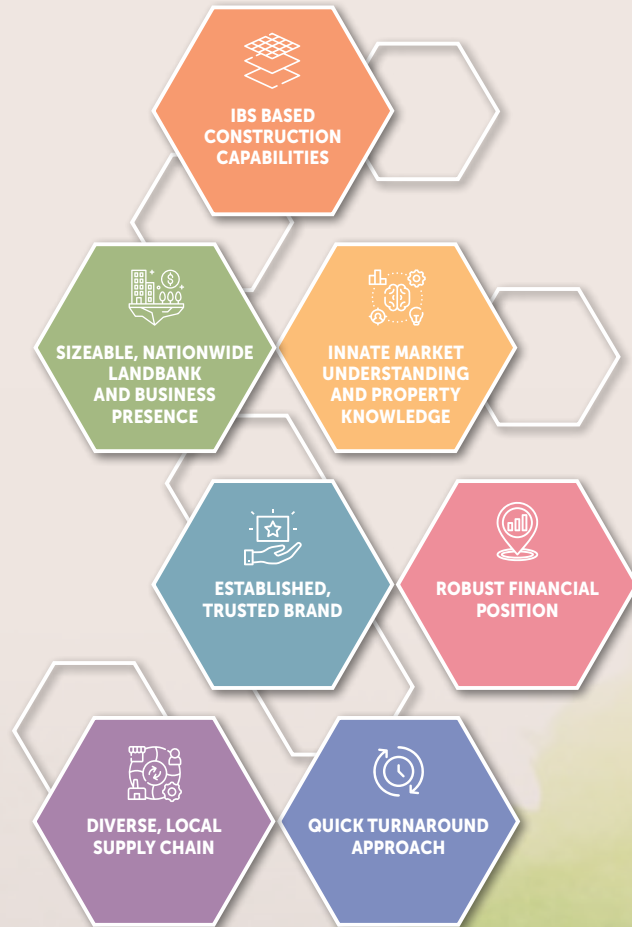 IBS BASED
CONSTRUCTION
CAPABILITIES
SIZEABLE, NATIONWIDE
LANDBANK
AND BUSINESS
PRESENCE
INNATE MARKET
UNDERSTANDING
AND PROPERTY
KNOWLEDGE
ESTABLISHED,
TRUSTED BRAND
ROBUST FINANCIAL
POSITION
DIVERSE, LOCAL
SUPPLY CHAIN
QUICK TURNAROUND
APPROACH